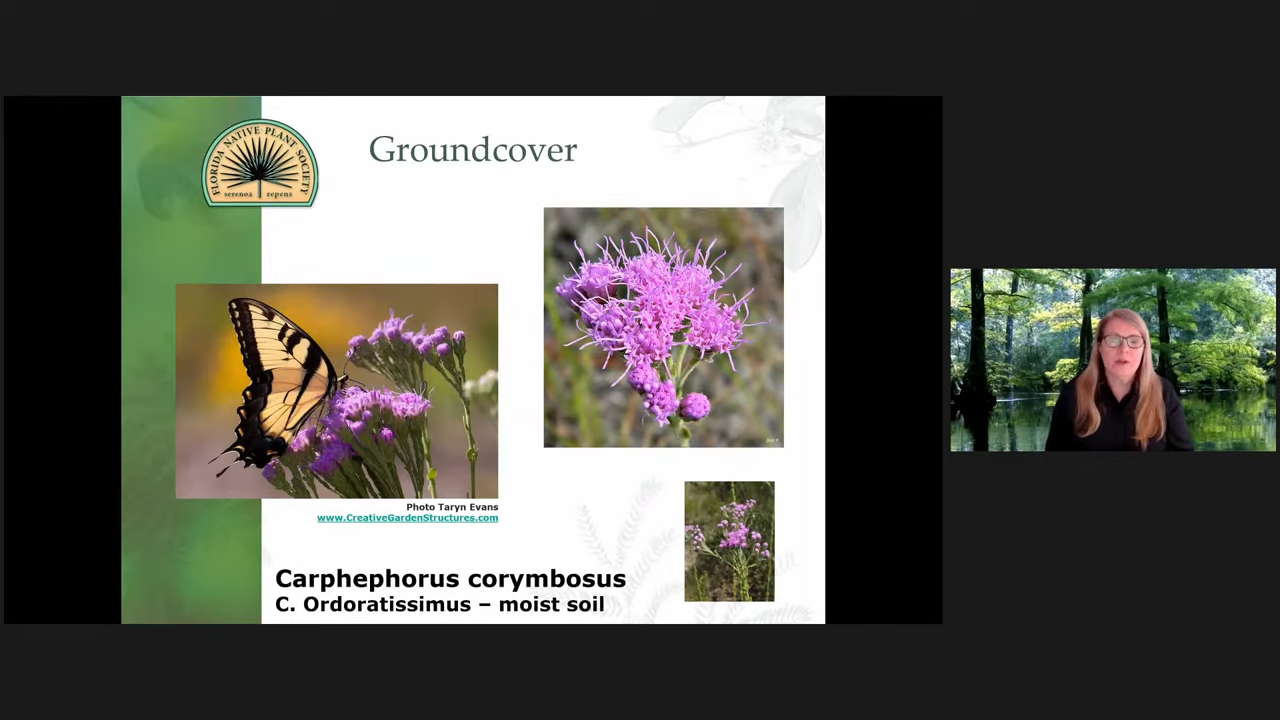 FLORIDA NATIVE PLANT SOCIETY
serenoa repens
Groundcover
Photo Taryn Evans
www.CreativeGardenStructures.com
Carphephorus corymbosus
C. Ordoratissimus – moist soil